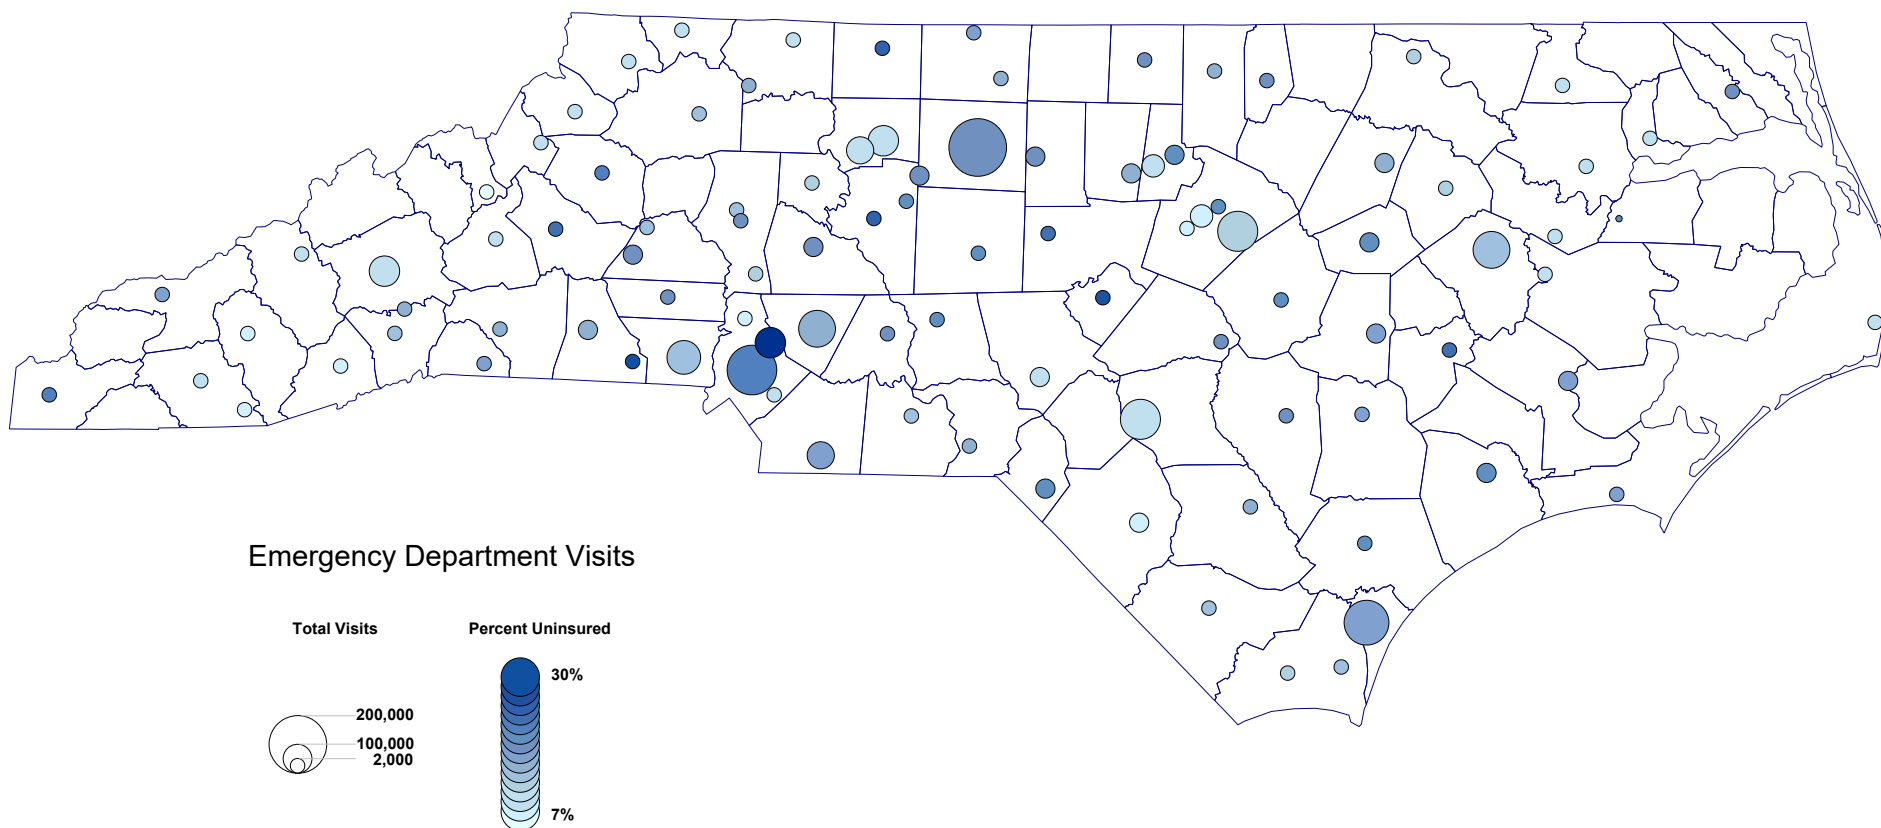 Emergency Department Visits
Total Visits
Percent Uninsured
30%
200,000
100,000
2,000
7%